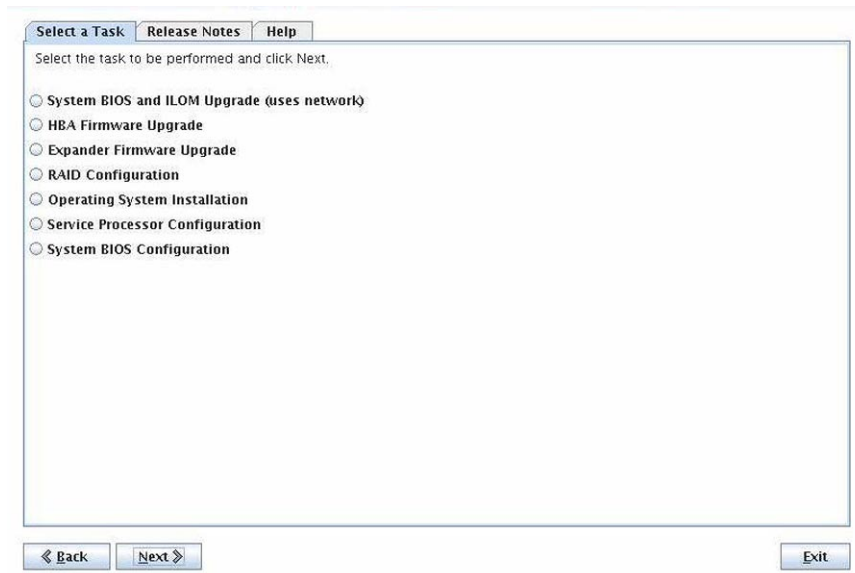 Select a Task Release Notes Help
Select the task to be performed and click Next.
System BIOS and ILOM Upgrade (uses network)
HBA Firmware Upgrade
Expander Firmware Upgrade
RAID Configuration
Operating System Installation
Service Processor Configuration
System BIOS Configuration
Back Next Exit